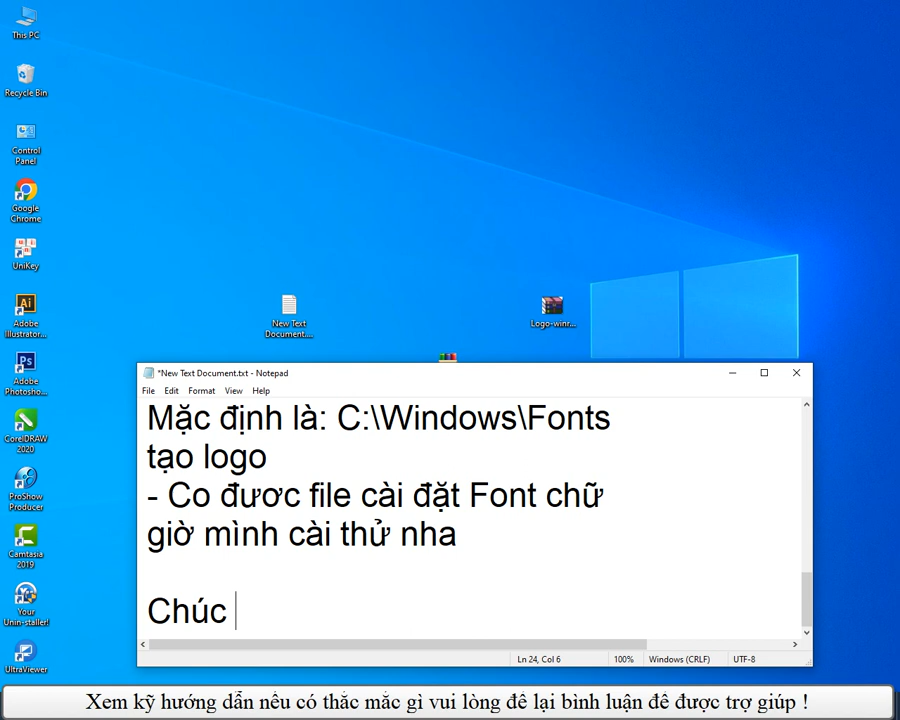 This PC
Recycle Bin
Control
Panel
Google
Chrome
UniKey
Adobe
Illustrator...
Adobe
Photosho...
CorelDRAW
2020
ProShow
Producer
Camtasia
2019
Your
Unin-staller!
UltraViewer
New Text
Document....
Logo-winr...
*New Text Document.txt - Notepad
File Edit Format View Help
Mặc định là: C:\Windows\Fonts
tạo logo
- Co đươc file cài đặt Font chữ
giờ mình cài thử nha
Chúc
Ln 24, Col 6 100% Windows (CRLF) UTF-8
Xem kỹ hướng dẫn nếu có thắc mắc gì vui lòng để lại bình luận để được trợ giúp !